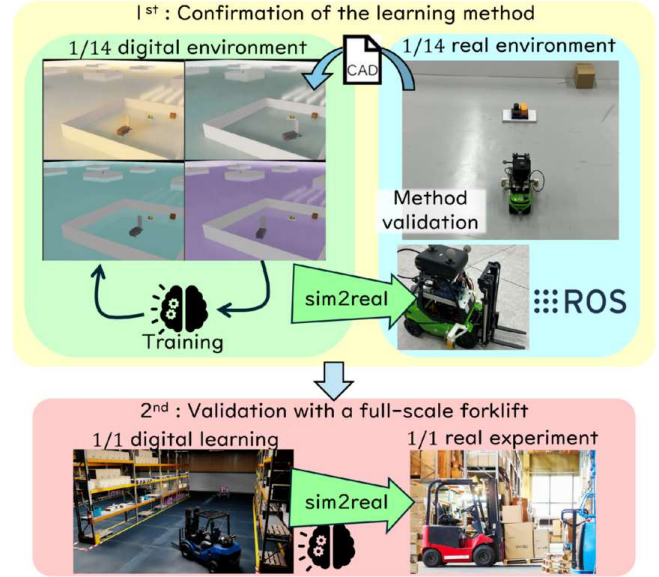 1st : Confirmation of the learning method
1/14 digital environment
CAD
1/14 real environment
Method
validation
sim2real
ROS
Training
2nd : Validation with a full-scale forklift
1/1 digital learning
1/1 real experiment
sim2real